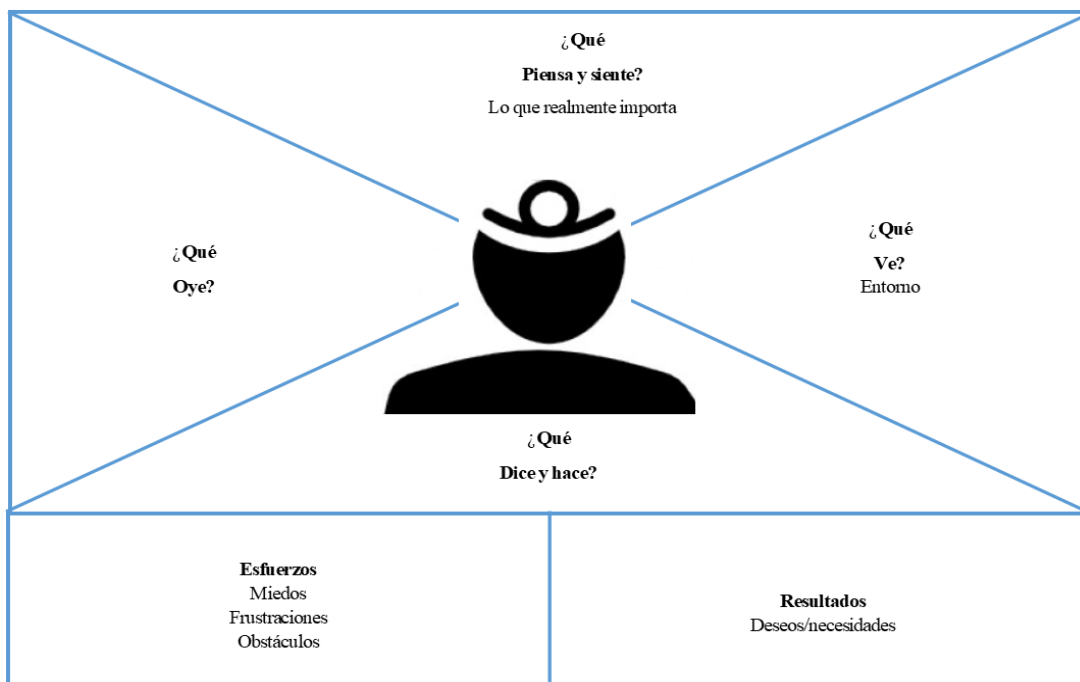 ¿Qué
Piensa y siente?
Lo que realmente importa
¿Qué
Oye?
¿Qué
Ve?
Entorno
¿Qué
Dice y hace?
Esfuerzos
Miedos
Frustraciones
Obstáculos
Resultados
Deseos/necesidades